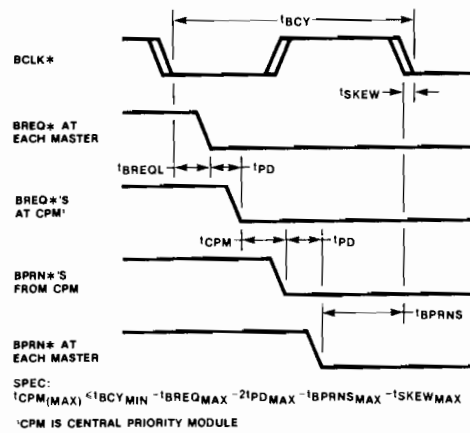 tBCY
BCLK*
tSKEW
BREQ* AT
EACH MASTER
tBREQL
tPD
BREQ*'S
AT CPM¹
tCPM
tPD
BPRN*'S
FROM CPM
tBPRNS
BPRN* AT
EACH MASTER
SPEC:
tCPM(MAX) ≤tBCYMIN -tBREQMAX -2tPDMAX -tBPRNSMAX -tSKEWMAX
¹CPM IS CENTRAL PRIORITY MODULE